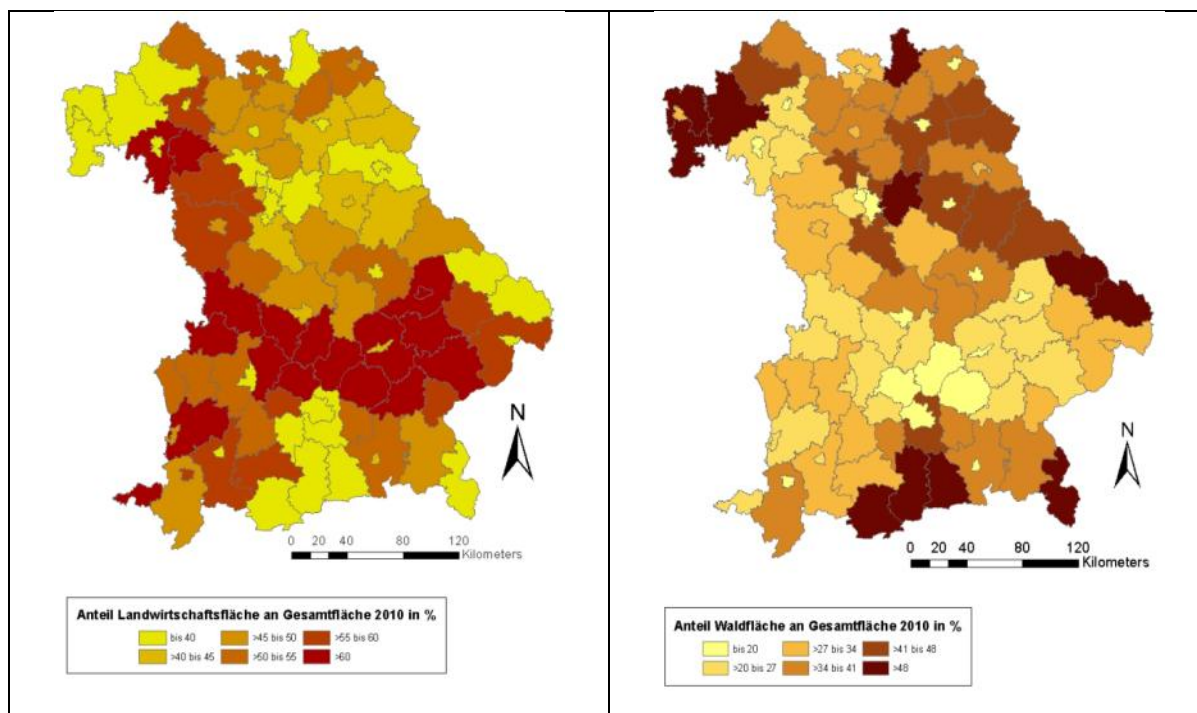 N
0 20 40 80 120
Kilometers
Anteil Landwirtschaftsfläche an Gesamtfläche 2010 in %
bis 40 >45 bis 50 >55 bis 60
>40 bis 45 >50 bis 55 >60
N
0 20 40 80 120
Kilometers
Anteil Waldfläche an Gesamtfläche 2010 in %
bis 20 >27 bis 34 >41 bis 48
>20 bis 27 >34 bis 41 >48